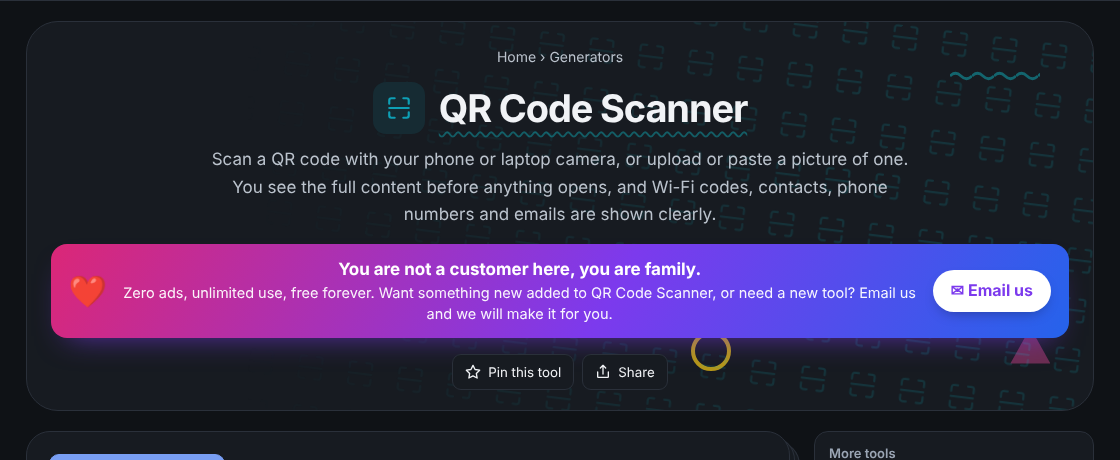 Home › Generators
QR Code Scanner
Scan a QR code with your phone or laptop camera, or upload or paste a picture of one.
You see the full content before anything opens, and Wi-Fi codes, contacts, phone
numbers and emails are shown clearly.
You are not a customer here, you are family.
Zero ads, unlimited use, free forever. Want something new added to QR Code Scanner, or need a new tool? Email us
and we will make it for you.
✉ Email us
Pin this tool
Share
More tools